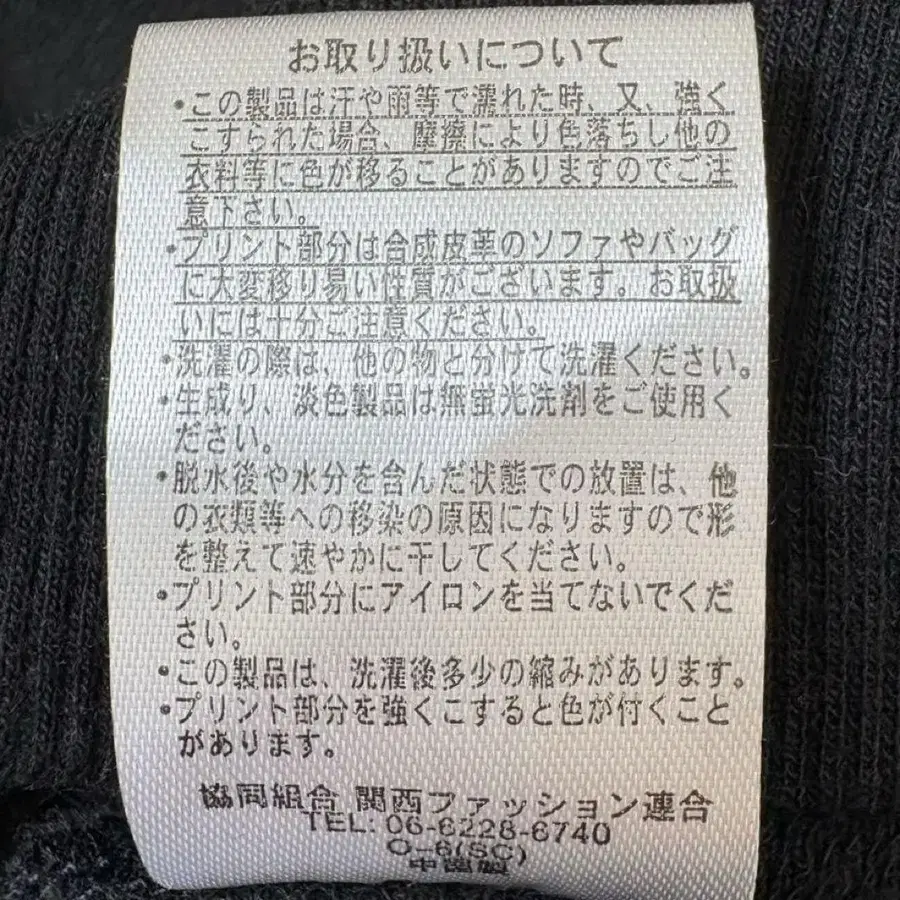 お取り扱いについて
・この製品は汗や雨等で濡れた時、又、強く
こすられた場合、摩擦により色落ちし他の
衣料等に色が移ることがありますのでご注
意下さい。
・プリント部分は合成皮革のソファやバッグ
に大変移り易い性質がございます。お取扱
いには十分ご注意ください。
・洗濯の際は、他の物と分けて洗濯ください。
・生成り、淡色製品は無蛍光洗剤をご使用く
ださい。
・脱水後や水分を含んだ状態での放置は、他
の衣類等への移染の原因になりますので形
を整えて速やかに干してください。
・プリント部分にアイロンを当てないでくだ
さい。
・この製品は、洗濯後多少の縮みがあります。
・プリント部分を強くこすると色が付くこと
があります。
協同組合 関西ファッション連合
TEL: 06-6228-6740
O-6(SC)
中国製